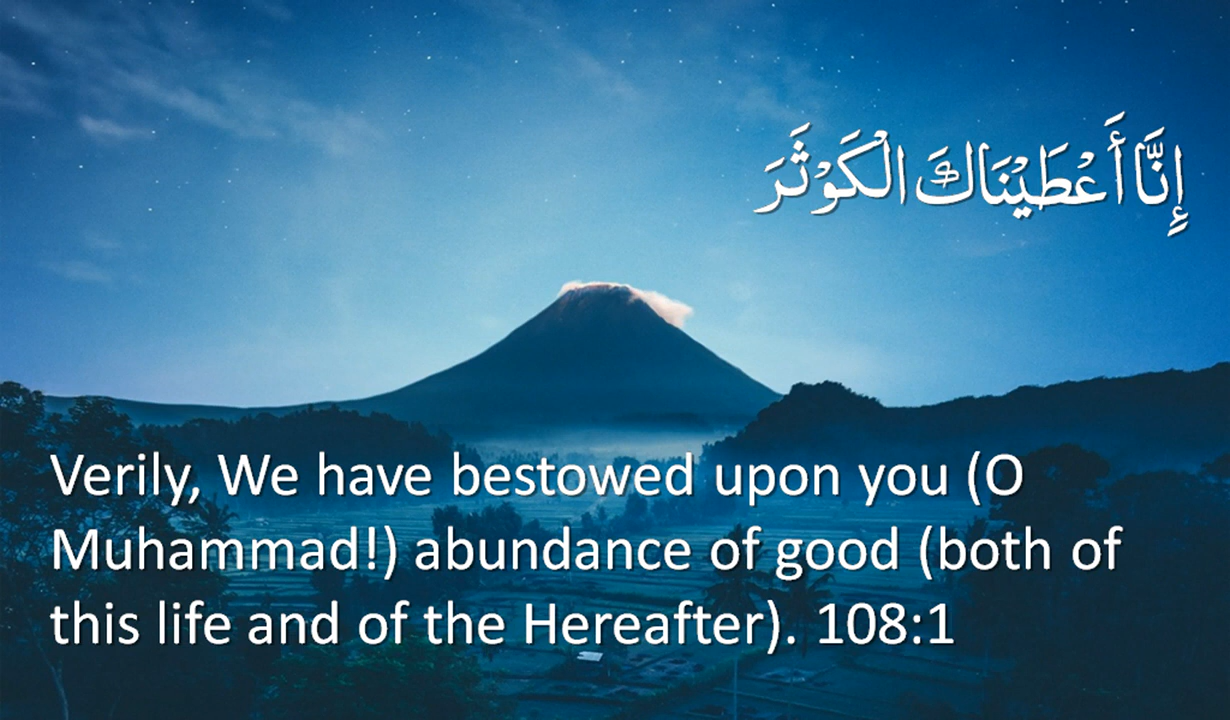 إِنَّا أَعْطَيْنَاكَ الْكَوْثَرَ
Verily, We have bestowed upon you (O
Muhammad!) abundance of good (both of
this life and of the Hereafter). 108:1